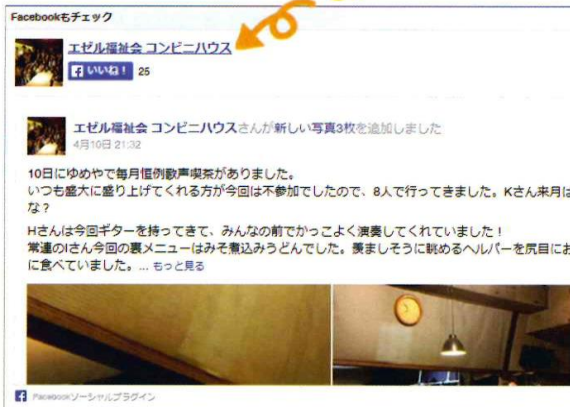 Facebookもチェック
エゼル福祉会 コンビニハウス
いいね！ 25
エゼル福祉会 コンビニハウスさんが新しい写真3枚を追加しました
4月10日 21:32
10日にゆめやで毎月恒例歌声喫茶がありました。
いつも盛大に盛り上げてくれる方が今回は不参加でしたので、8人で行ってきました。Kさん来月は
な？
Hさんは今回ギターを持ってきて、みんなの前でかっこよく演奏してくれていました！
常連のIさん今回の裏メニューはみそ煮込みうどんでした。羨ましそうに眺めるヘルパーを尻目にお
に食べていました。... もっと見る
Facebookソーシャルプラグイン